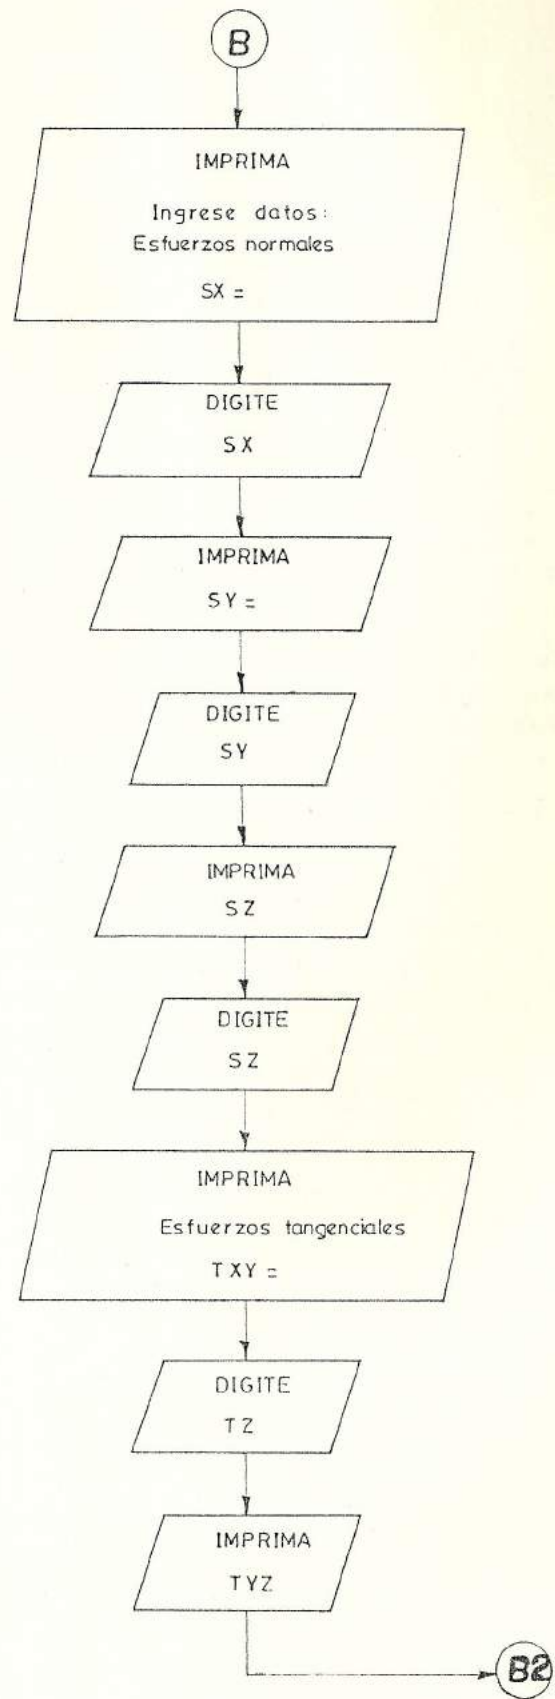 B
IMPRIMA
Ingrese datos:
Esfuerzos normales
SX =
DIGITE
SX
IMPRIMA
SY =
DIGITE
SY
IMPRIMA
SZ
DIGITE
SZ
IMPRIMA
Esfuerzos tangenciales
TXY =
DIGITE
TZ
IMPRIMA
TYZ
B2